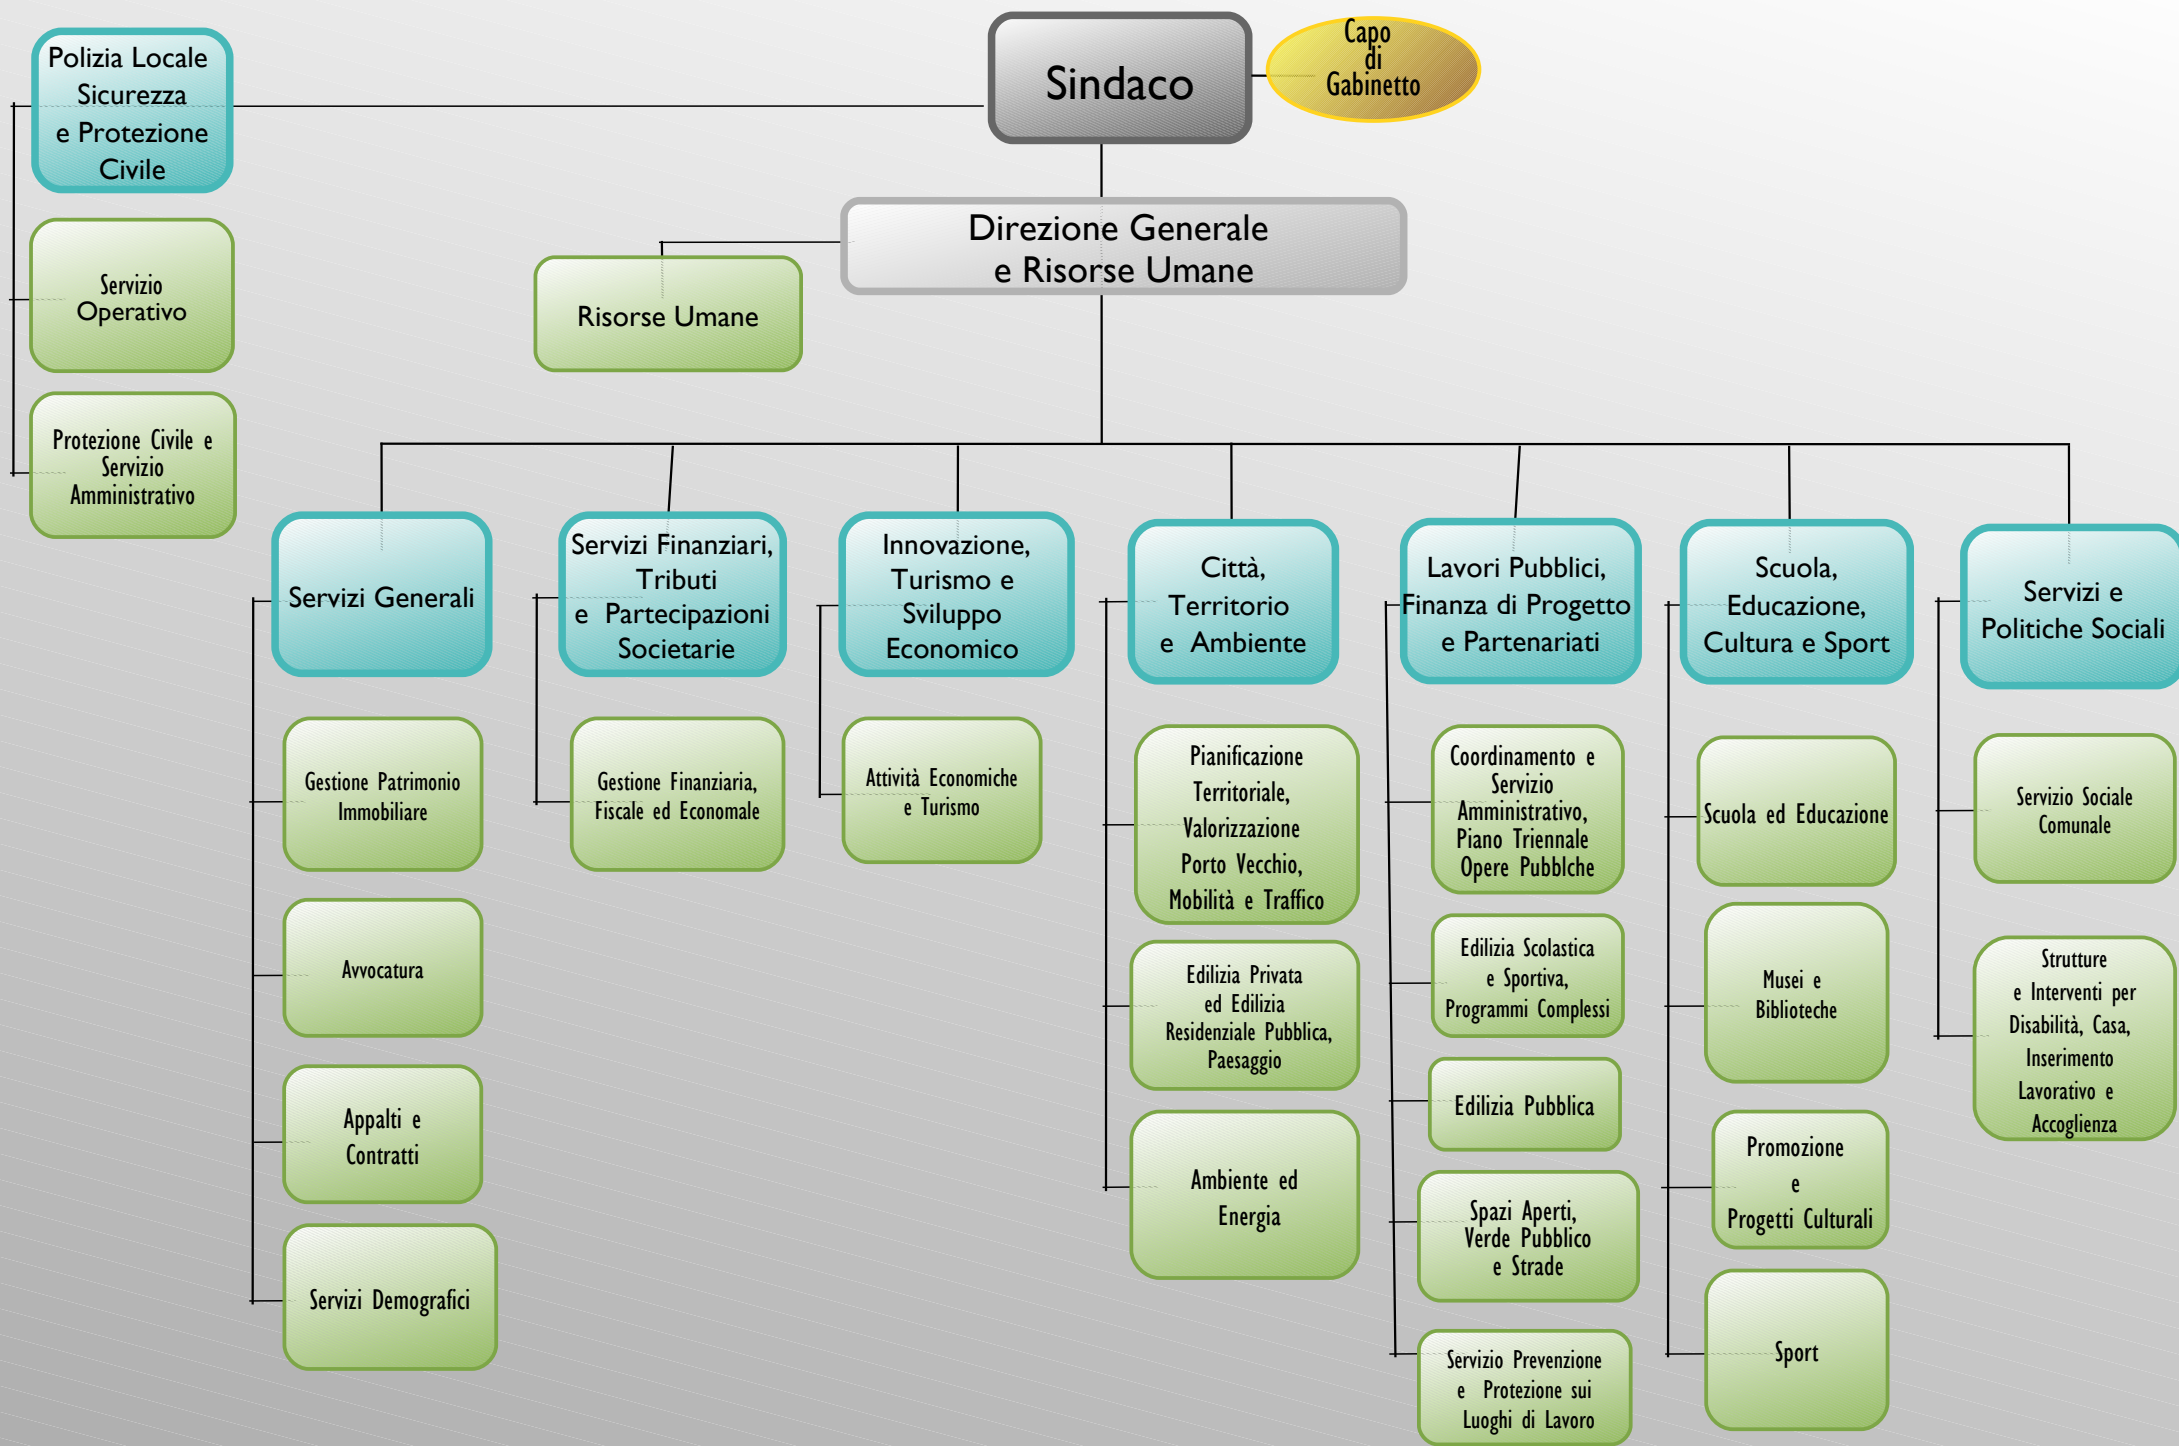 Polizia Locale
Sicurezza
e Protezione
Civile
Sindaco
Capo
di
Gabinetto
Direzione Generale
e Risorse Umane
Risorse Umane
Servizio
Operativo
Protezione Civile e
Servizio
Amministrativo
Servizi Generali
Gestione Patrimonio
Immobiliare
Avvocatura
Appalti e
Contratti
Servizi Demografici
Servizi Finanziari,
Tributi
e Partecipazioni
Societarie
Gestione Finanziaria,
Fiscale ed Economale
Innovazione,
Turismo e
Sviluppo
Economico
Attività Economiche
e Turismo
Città,
Territorio
e Ambiente
Pianificazione
Territoriale,
Valorizzazione
Porto Vecchio,
Mobilità e Traffico
Edilizia Privata
ed Edilizia
Residenziale Pubblica,
Paesaggio
Ambiente ed
Energia
Lavori Pubblici,
Finanza di Progetto
e Partenariati
Coordinamento e
Servizio
Amministrativo,
Piano Triennale
Opere Pubblche
Edilizia Scolastica
e Sportiva,
Programmi Complessi
Edilizia Pubblica
Spazi Aperti,
Verde Pubblico
e Strade
Servizio Prevenzione
e Protezione sui
Luoghi di Lavoro
Scuola,
Educazione,
Cultura e Sport
Scuola ed Educazione
Musei e
Biblioteche
Promozione
e
Progetti Culturali
Sport
Servizi e
Politiche Sociali
Servizio Sociale
Comunale
Strutture
e Interventi per
Disabilità, Casa,
Inserimento
Lavorativo e
Accoglienza